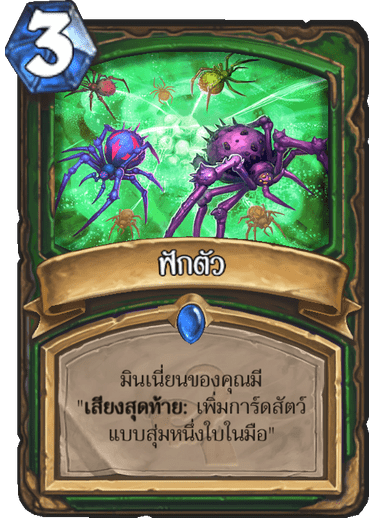 3
ฟักตัว
มินเนี่ยนของคุณมี
"เสียงสุดท้าย: เพิ่มการ์ดสัตว์
แบบสุ่มหนึ่งใบในมือ"